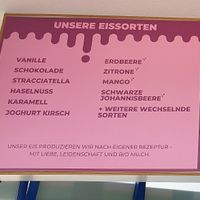 UNSERE EISSORTEN
VANILLE
SCHOKOLADE
STRACCIATELLA
HASELNUSS
KARAMELL
JOGHURT KIRSCH
ERDBEERE✓
ZITRONE✓
MANGO✓
SCHWARZE
JOHANNISBEERE✓
+ WEITERE WECHSELNDE
SORTEN
UNSER EIS PRODUZIEREN WIR NACH EIGENER REZEPTUR -
MIT LIEBE, LEIDENSCHAFT UND BIO MILCH.